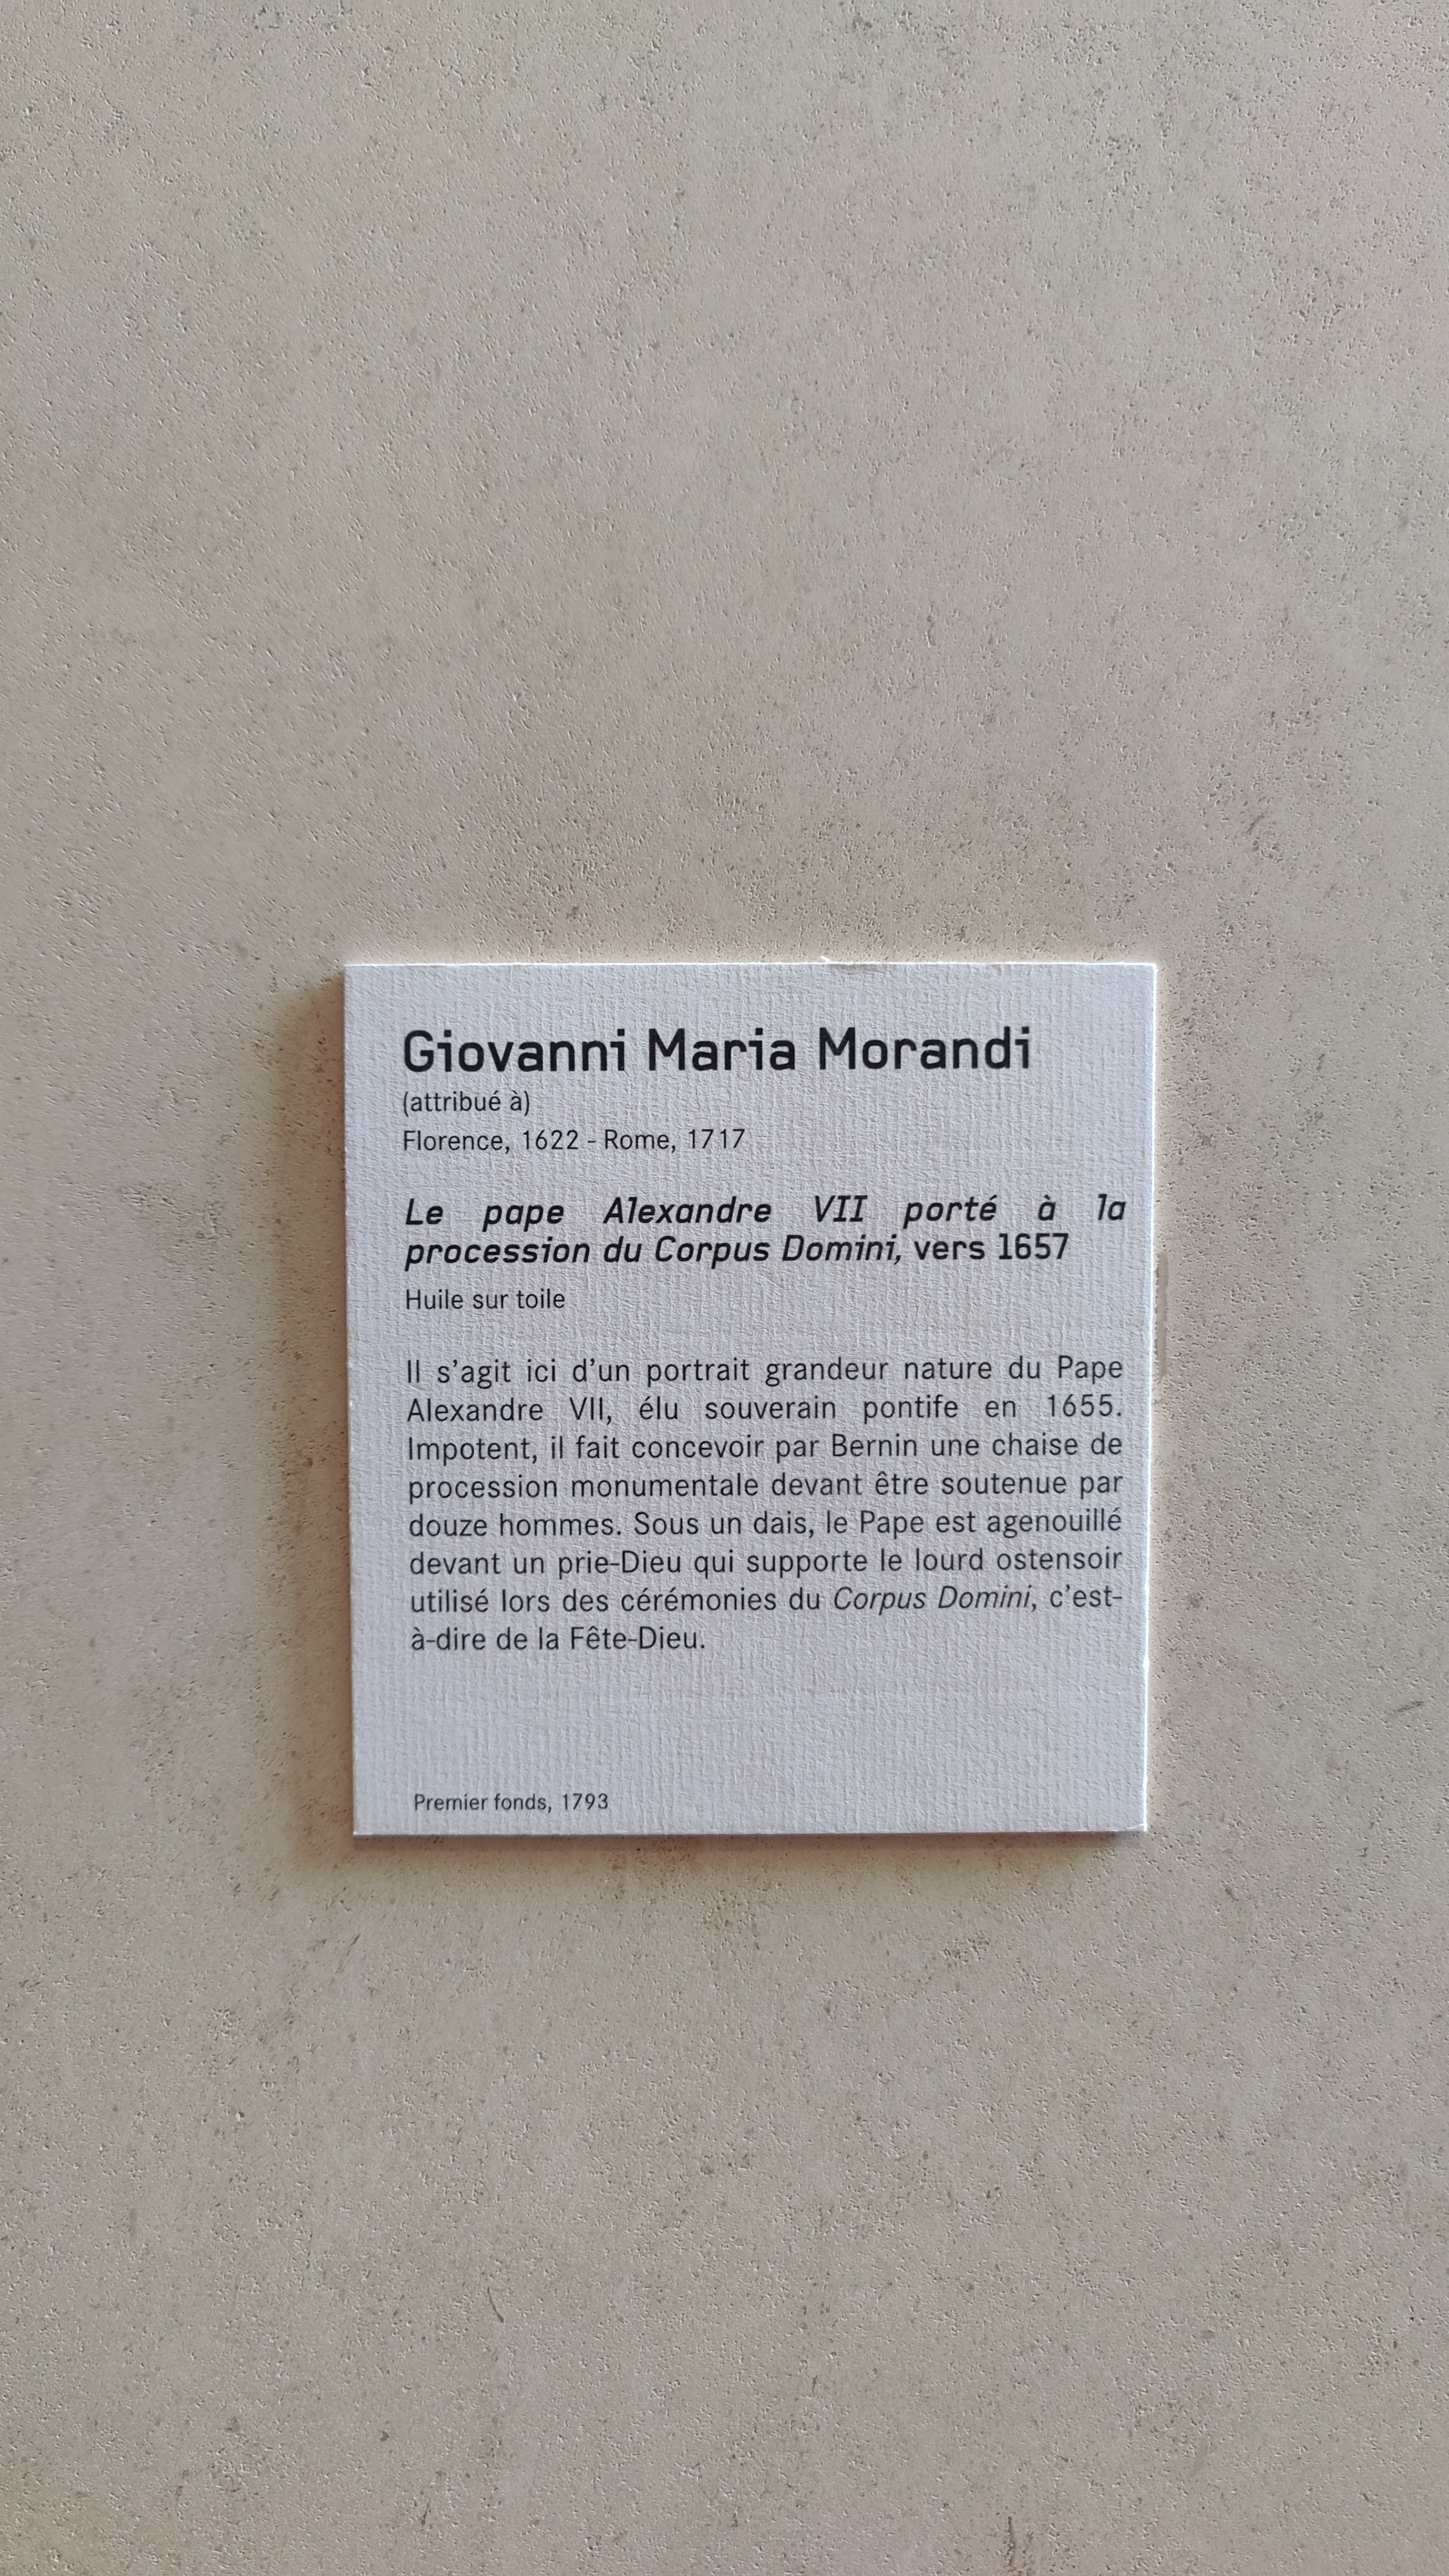 Giovanni Maria Morandi
(attribué à)
Florence, 1622 - Rome, 1717
Le pape Alexandre VII porté à la
procession du Corpus Domini, vers 1657
Huile sur toile
Il s'agit ici d'un portrait grandeur nature du Pape
Alexandre VII, élu souverain pontife en 1655.
Impotent, il fait concevoir par Bernin une chaise de
procession monumentale devant être soutenue par
douze hommes. Sous un dais, le Pape est agenouillé
devant un prie-Dieu qui supporte le lourd ostensoir
utilisé lors des cérémonies du Corpus Domini, c'est-
à-dire de la Fête-Dieu.
Premier fonds, 1793